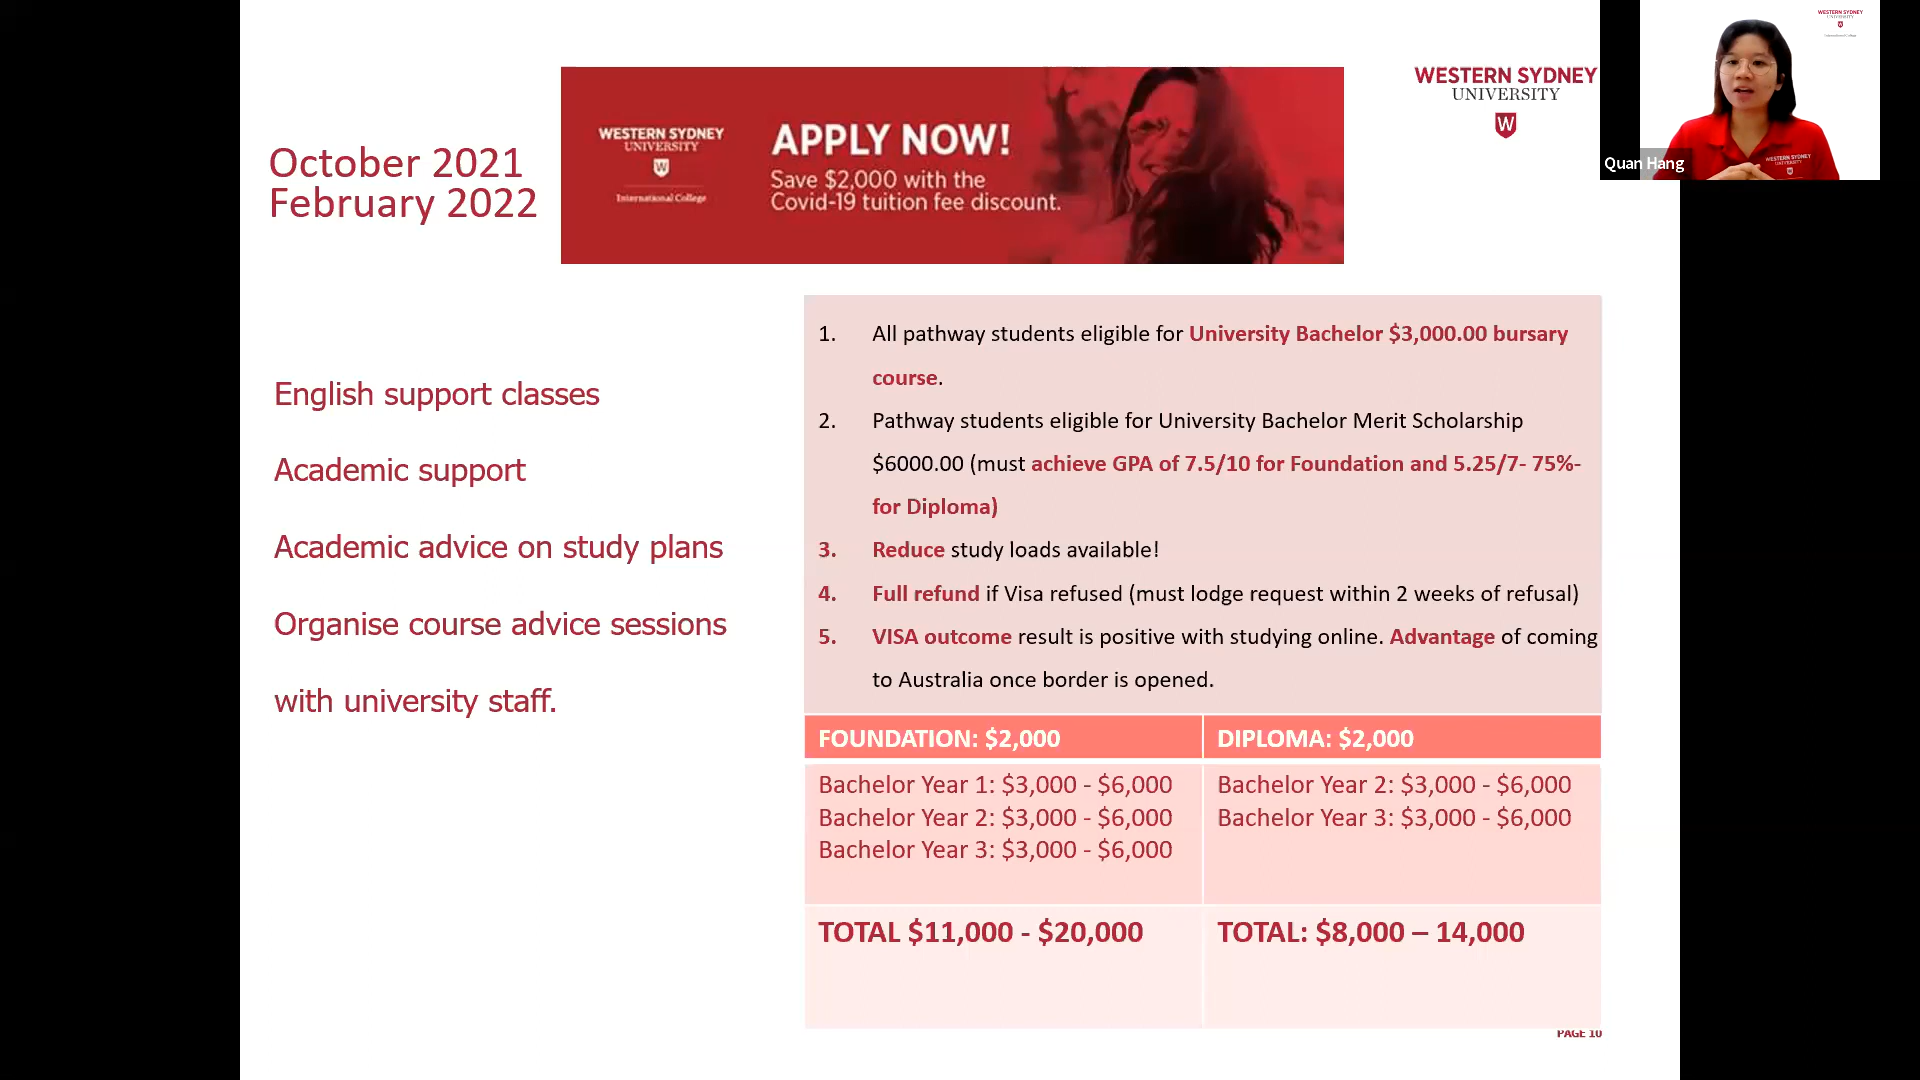 October 2021
February 2022
WESTERN SYDNEY
UNIVERSITY
W
International College
APPLY NOW!
Save $2,000 with the
Covid-19 tuition fee discount.
WESTERN SYDNEY
UNIVERSITY
W
WESTERN SYDNEY
UNIVERSITY
Quan Hang
WESTERN SYDNEY
UNIVERSITY
English support classes
Academic support
Academic advice on study plans
Organise course advice sessions
with university staff.
1. All pathway students eligible for University Bachelor $3,000.00 bursary
course.
2. Pathway students eligible for University Bachelor Merit Scholarship
$6000.00 (must achieve GPA of 7.5/10 for Foundation and 5.25/7- 75%-
for Diploma)
3. Reduce study loads available!
4. Full refund if Visa refused (must lodge request within 2 weeks of refusal)
5. VISA outcome result is positive with studying online. Advantage of coming
to Australia once border is opened.
FOUNDATION: $2,000
DIPLOMA: $2,000
Bachelor Year 1: $3,000 - $6,000
Bachelor Year 2: $3,000 - $6,000
Bachelor Year 3: $3,000 - $6,000
Bachelor Year 2: $3,000 - $6,000
Bachelor Year 3: $3,000 - $6,000
TOTAL $11,000 - $20,000
TOTAL: $8,000 – 14,000
PAGE 10